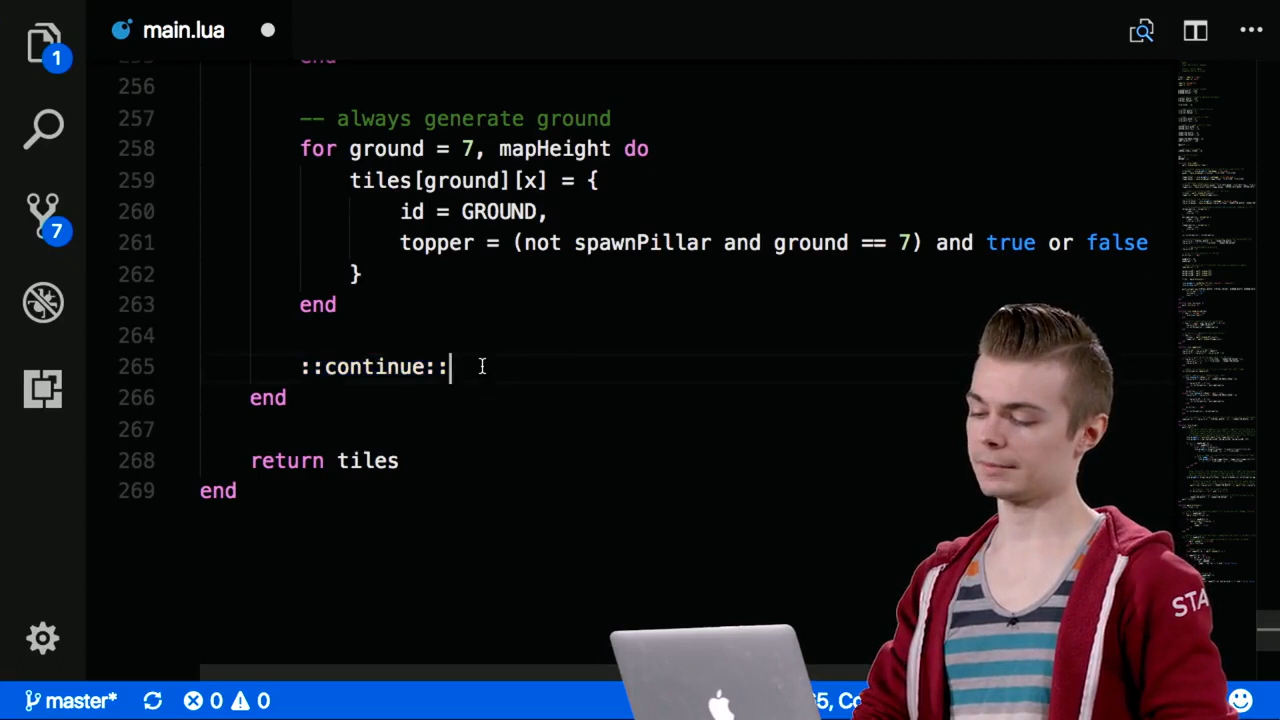 1
main.lua
256
257 -- always generate ground
258 for ground = 7, mapHeight do
259 tiles[ground][x] = {
260 id = GROUND,
261 topper = (not spawnPillar and ground == 7) and true or false
262 }
263 end
264
265 ::continue::
266 end
267
268 return tiles
269 end
7
master*
0
0
STA